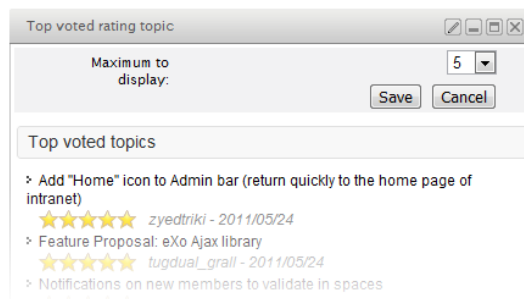 Top voted rating topic
Maximum to
display:
5
Save Cancel
Top voted topics
Add "Home" icon to Admin bar (return quickly to the home page of
intranet)
zyedtriki - 2011/05/24
Feature Proposal: eXo Ajax library
tugdual_grall - 2011/05/24
Notifications on new members to validate in spaces